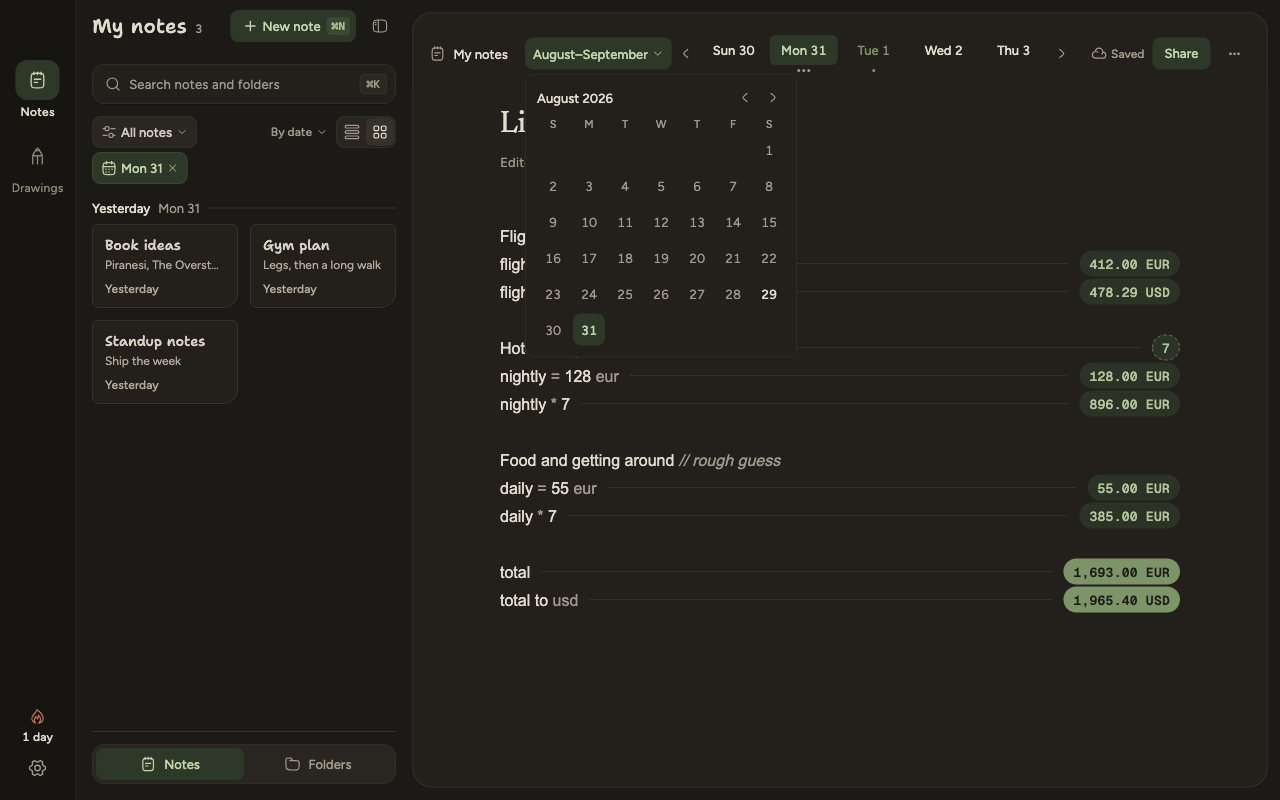 My notes 3
New note ⌘N
Search notes and folders ⌘K
All notes
By date
Mon 31
Yesterday Mon 31
Book ideas
Piranesi, The Overst...
Yesterday
Gym plan
Legs, then a long walk
Yesterday
Standup notes
Ship the week
Yesterday
Notes
Drawings
1 day
Notes
Folders
My notes
August–September
Sun 30
Mon 31
Tue 1
Wed 2
Thu 3
Saved
Share
August 2026
S M T W T F S
1
2 3 4 5 6 7 8
9 10 11 12 13 14 15
16 17 18 19 20 21 22
23 24 25 26 27 28 29
30 31
412.00 EUR
478.29 USD
7
nightly = 128 eur 128.00 EUR
nightly * 7 896.00 EUR
Food and getting around // rough guess
daily = 55 eur 55.00 EUR
daily * 7 385.00 EUR
total 1,693.00 EUR
total to usd 1,965.40 USD